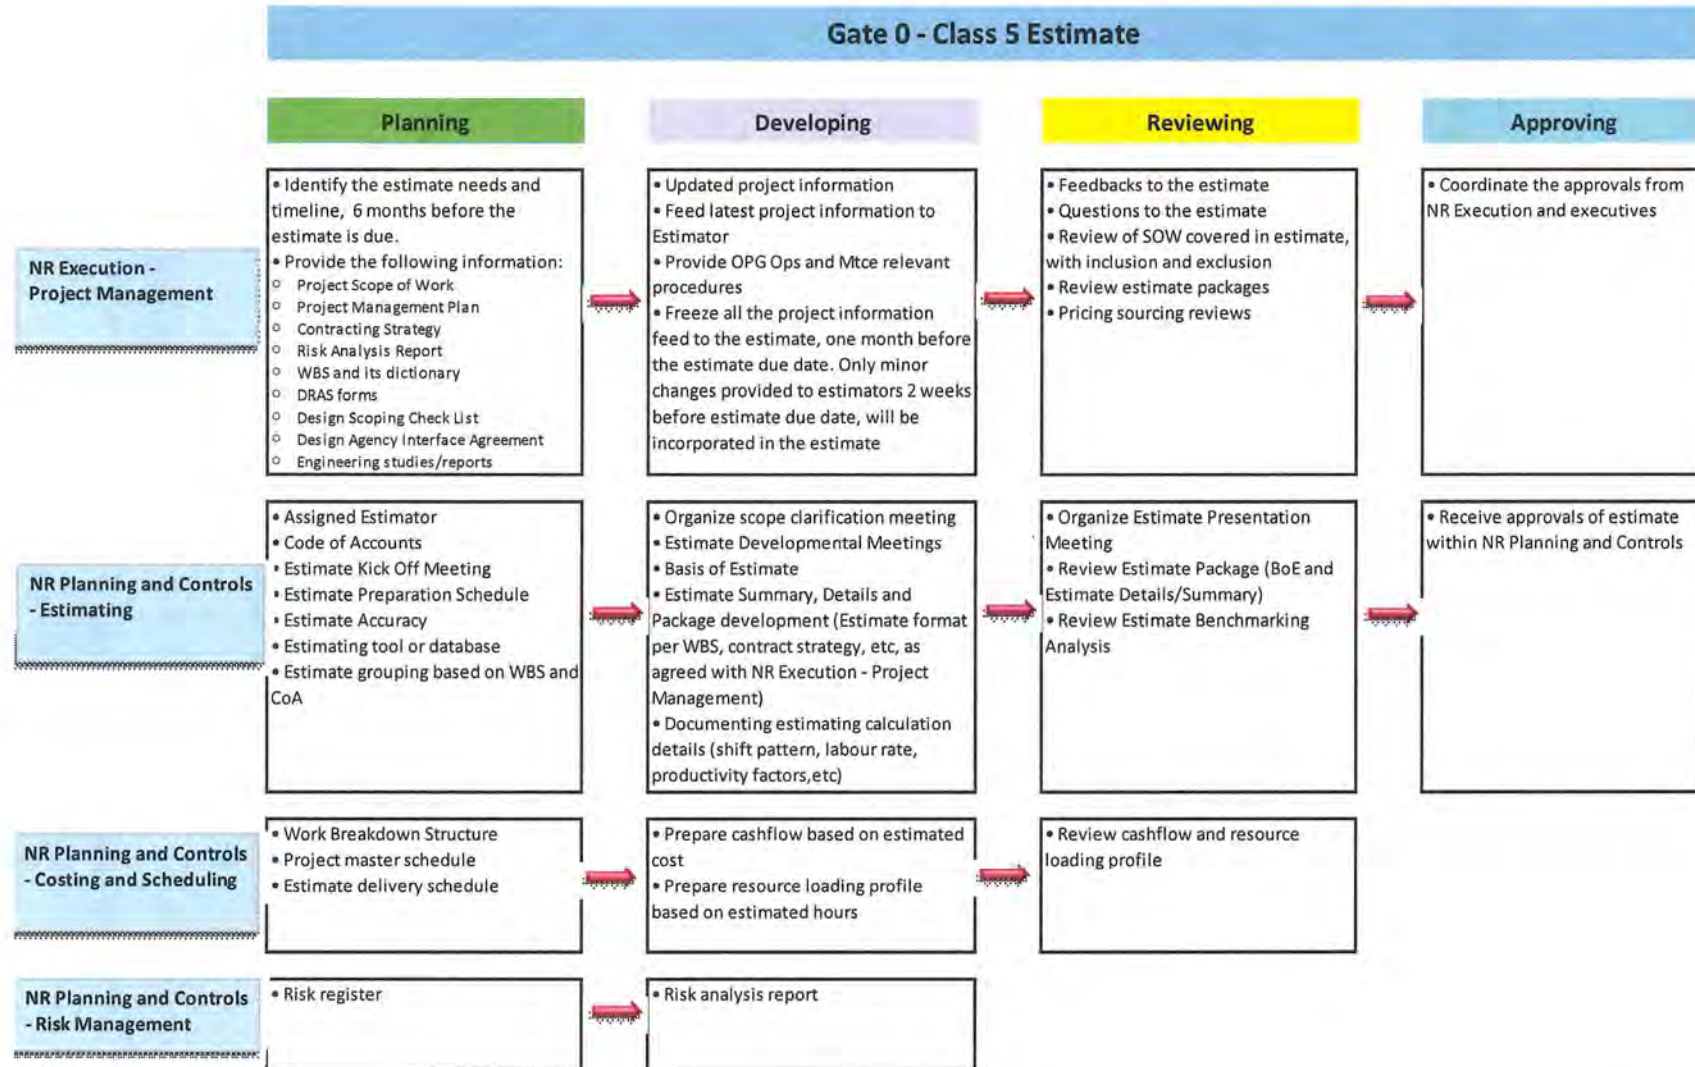 Gate 0 - Class 5 Estimate
Planning
Developing
Reviewing
Approving
NR Execution -
Project Management
• Identify the estimate needs and
timeline, 6 months before the
estimate is due.
• Provide the following information:
○ Project Scope of Work
○ Project Management Plan
○ Contracting Strategy
○ Risk Analysis Report
○ WBS and its dictionary
○ DRAS forms
○ Design Scoping Check List
○ Design Agency Interface Agreement
○ Engineering studies/reports
• Updated project information
• Feed latest project information to
Estimator
• Provide OPG Ops and Mtce relevant
procedures
• Freeze all the project information
feed to the estimate, one month before
the estimate due date. Only minor
changes provided to estimators 2 weeks
before estimate due date, will be
incorporated in the estimate
• Feedbacks to the estimate
• Questions to the estimate
• Review of SOW covered in estimate,
with inclusion and exclusion
• Review estimate packages
• Pricing sourcing reviews
• Coordinate the approvals from
NR Execution and executives
NR Planning and Controls
- Estimating
• Assigned Estimator
• Code of Accounts
• Estimate Kick Off Meeting
• Estimate Preparation Schedule
• Estimate Accuracy
• Estimating tool or database
• Estimate grouping based on WBS and
CoA
• Organize scope clarification meeting
• Estimate Developmental Meetings
• Basis of Estimate
• Estimate Summary, Details and
Package development (Estimate format
per WBS, contract strategy, etc, as
agreed with NR Execution - Project
Management)
• Documenting estimating calculation
details (shift pattern, labour rate,
productivity factors,etc)
• Organize Estimate Presentation
Meeting
• Review Estimate Package (BoE and
Estimate Details/Summary)
• Review Estimate Benchmarking
Analysis
• Receive approvals of estimate
within NR Planning and Controls
NR Planning and Controls
- Costing and Scheduling
• Work Breakdown Structure
• Project master schedule
• Estimate delivery schedule
• Prepare cashflow based on estimated
cost
• Prepare resource loading profile
based on estimated hours
• Review cashflow and resource
loading profile
NR Planning and Controls
- Risk Management
• Risk register
• Risk analysis report